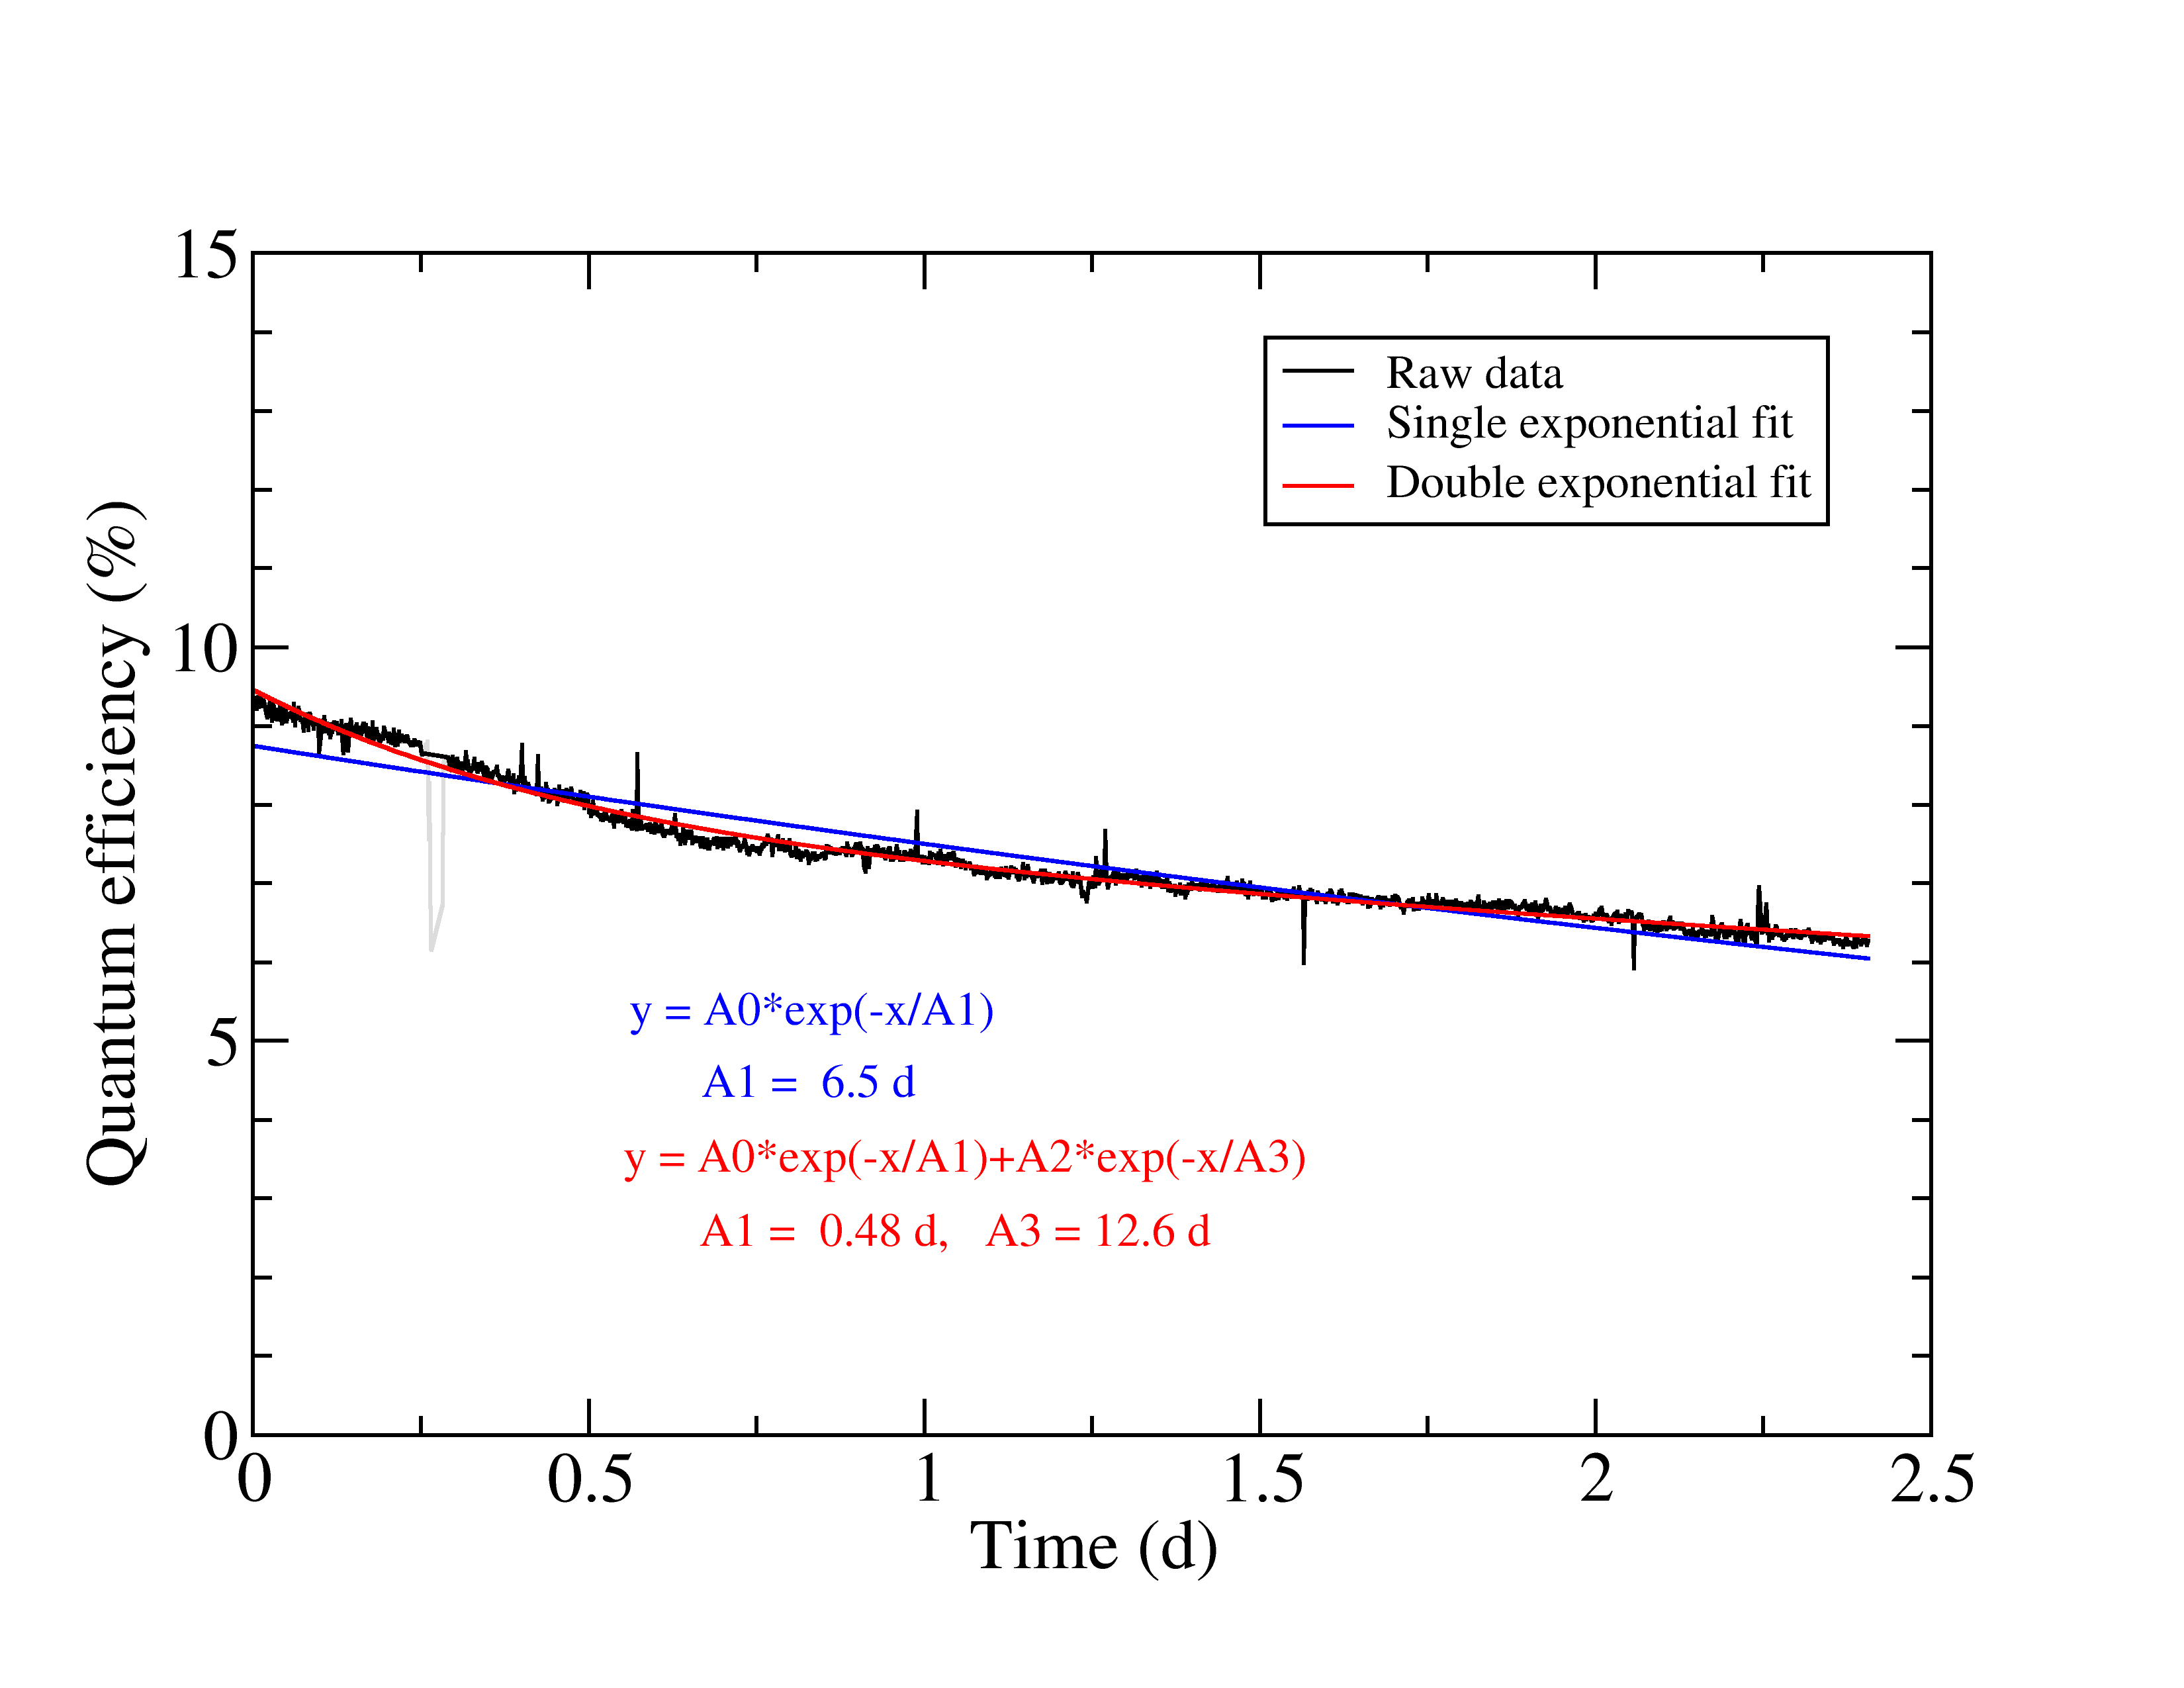 15
10
5
0
0
0.5
1
1.5
2
2.5
Quantum efficiency (%)
Time (d)
Raw data
Single exponential fit
Double exponential fit
y = A0*exp(-x/A1)
A1 = 6.5 d
y = A0*exp(-x/A1)+A2*exp(-x/A3)
A1 = 0.48 d, A3 = 12.6 d